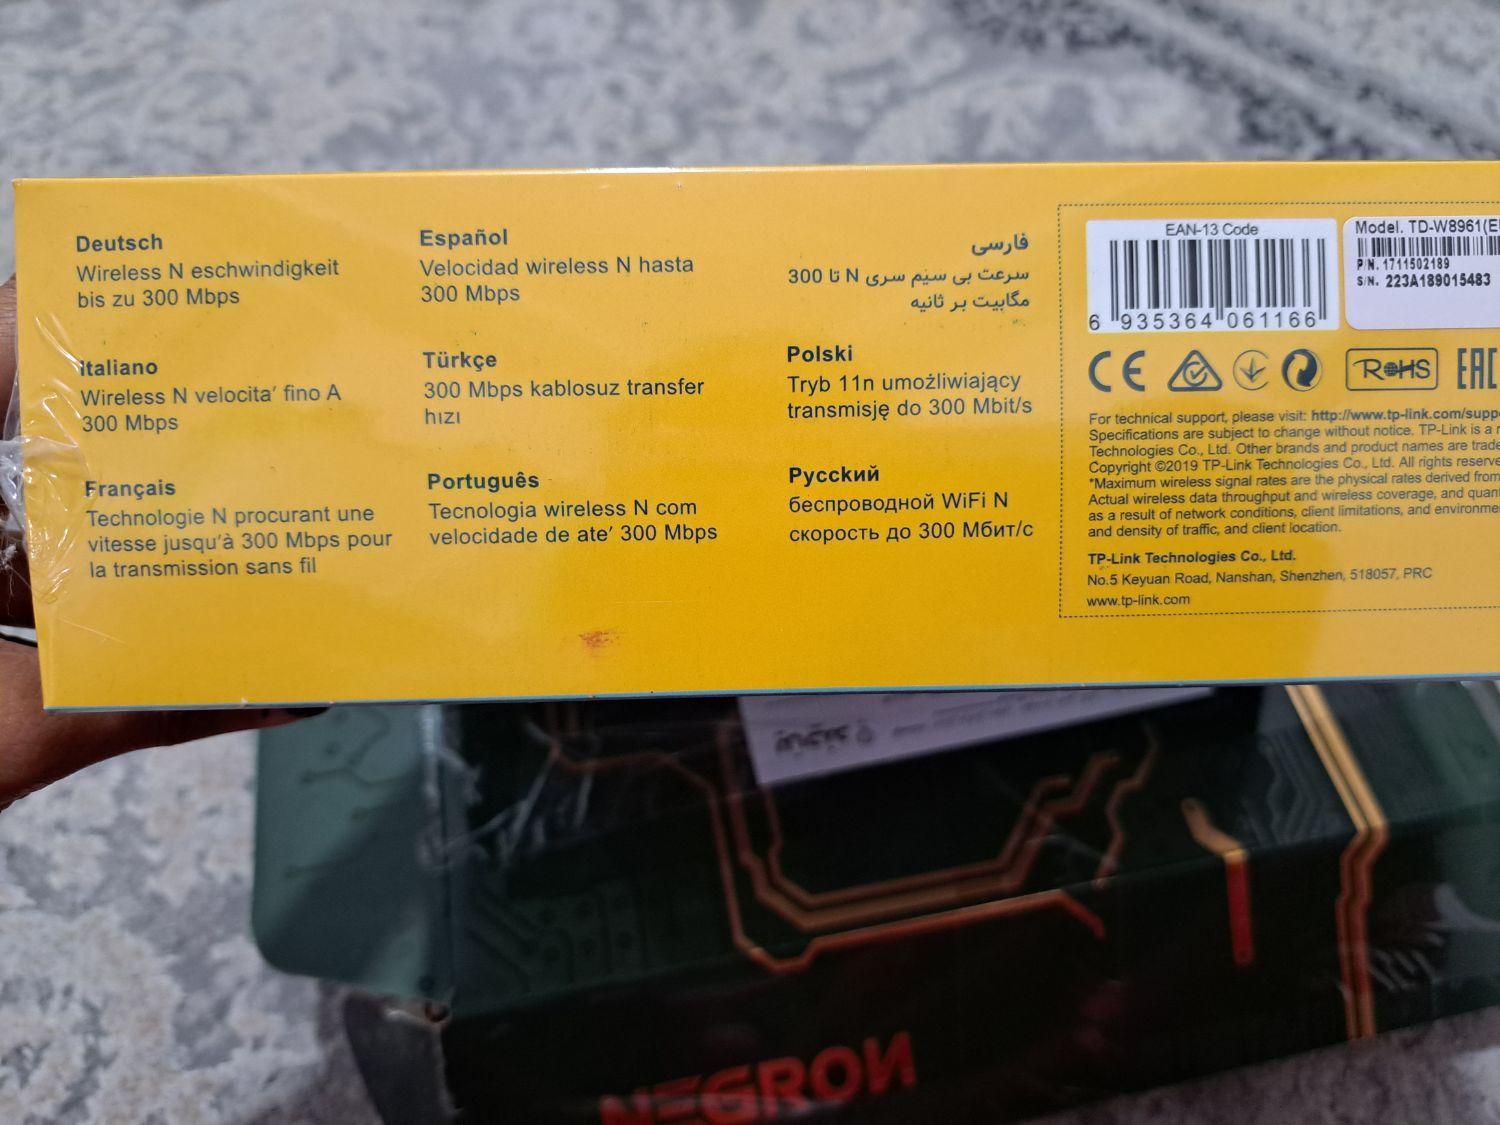 Deutsch
Wireless N eschwindigkeit
bis zu 300 Mbps
Español
Velocidad wireless N hasta
300 Mbps
فارسی
سرعت بی سیم سری N تا 300
مگابیت بر ثانیه
Italiano
Wireless N velocita' fino A
300 Mbps
Türkçe
300 Mbps kablosuz transfer
hızı
Polski
Tryb 11n umożliwiający
transmisję do 300 Mbit/s
Français
Technologie N procurant une
vitesse jusqu'à 300 Mbps pour
la transmission sans fil
Português
Tecnologia wireless N com
velocidade de ate' 300 Mbps
Русский
беспроводной WiFi N
скорость до 300 Мбит/с
EAN-13 Code
6 935364 061166
Model. TD-W8961(EU
P/N. 1711502189
S/N. 223A189015483
CE
RoHS
EAC
For technical support, please visit: http://www.tp-link.com/suppo
Specifications are subject to change without notice. TP-Link is a r
Technologies Co., Ltd. Other brands and product names are trade
Copyright ©2019 TP-Link Technologies Co., Ltd. All rights reserve
*Maximum wireless signal rates are the physical rates derived from
Actual wireless data throughput and wireless coverage, and quant
as a result of network conditions, client limitations, and environme
and density of traffic, and client location.
TP-Link Technologies Co., Ltd.
No.5 Keyuan Road, Nanshan, Shenzhen, 518057, PRC
www.tp-link.com
NEGRON